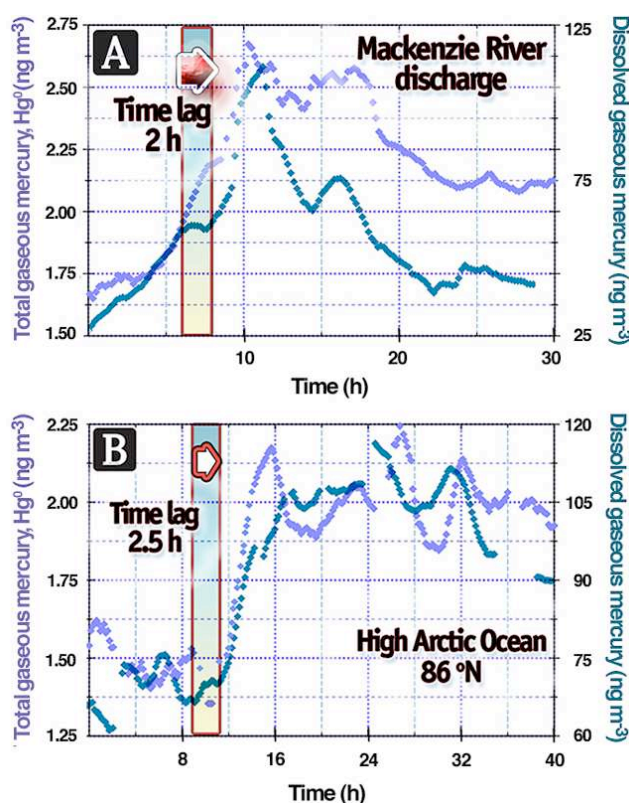 A
Mackenzie River
discharge
Time lag
2 h
Total gaseous mercury, Hg⁰ (ng m⁻³)
2.75
2.50
2.25
2.00
1.75
1.50
Dissolved gaseous mercury (ng m⁻³)
125
75
25
10
20
30
Time (h)
B
Time lag
2.5 h
High Arctic Ocean
86 °N
Total gaseous mercury, Hg⁰ (ng m⁻³)
2.25
2.00
1.75
1.50
1.25
Dissolved gaseous mercury (ng m⁻³)
120
105
90
75
60
8
16
24
32
40
Time (h)